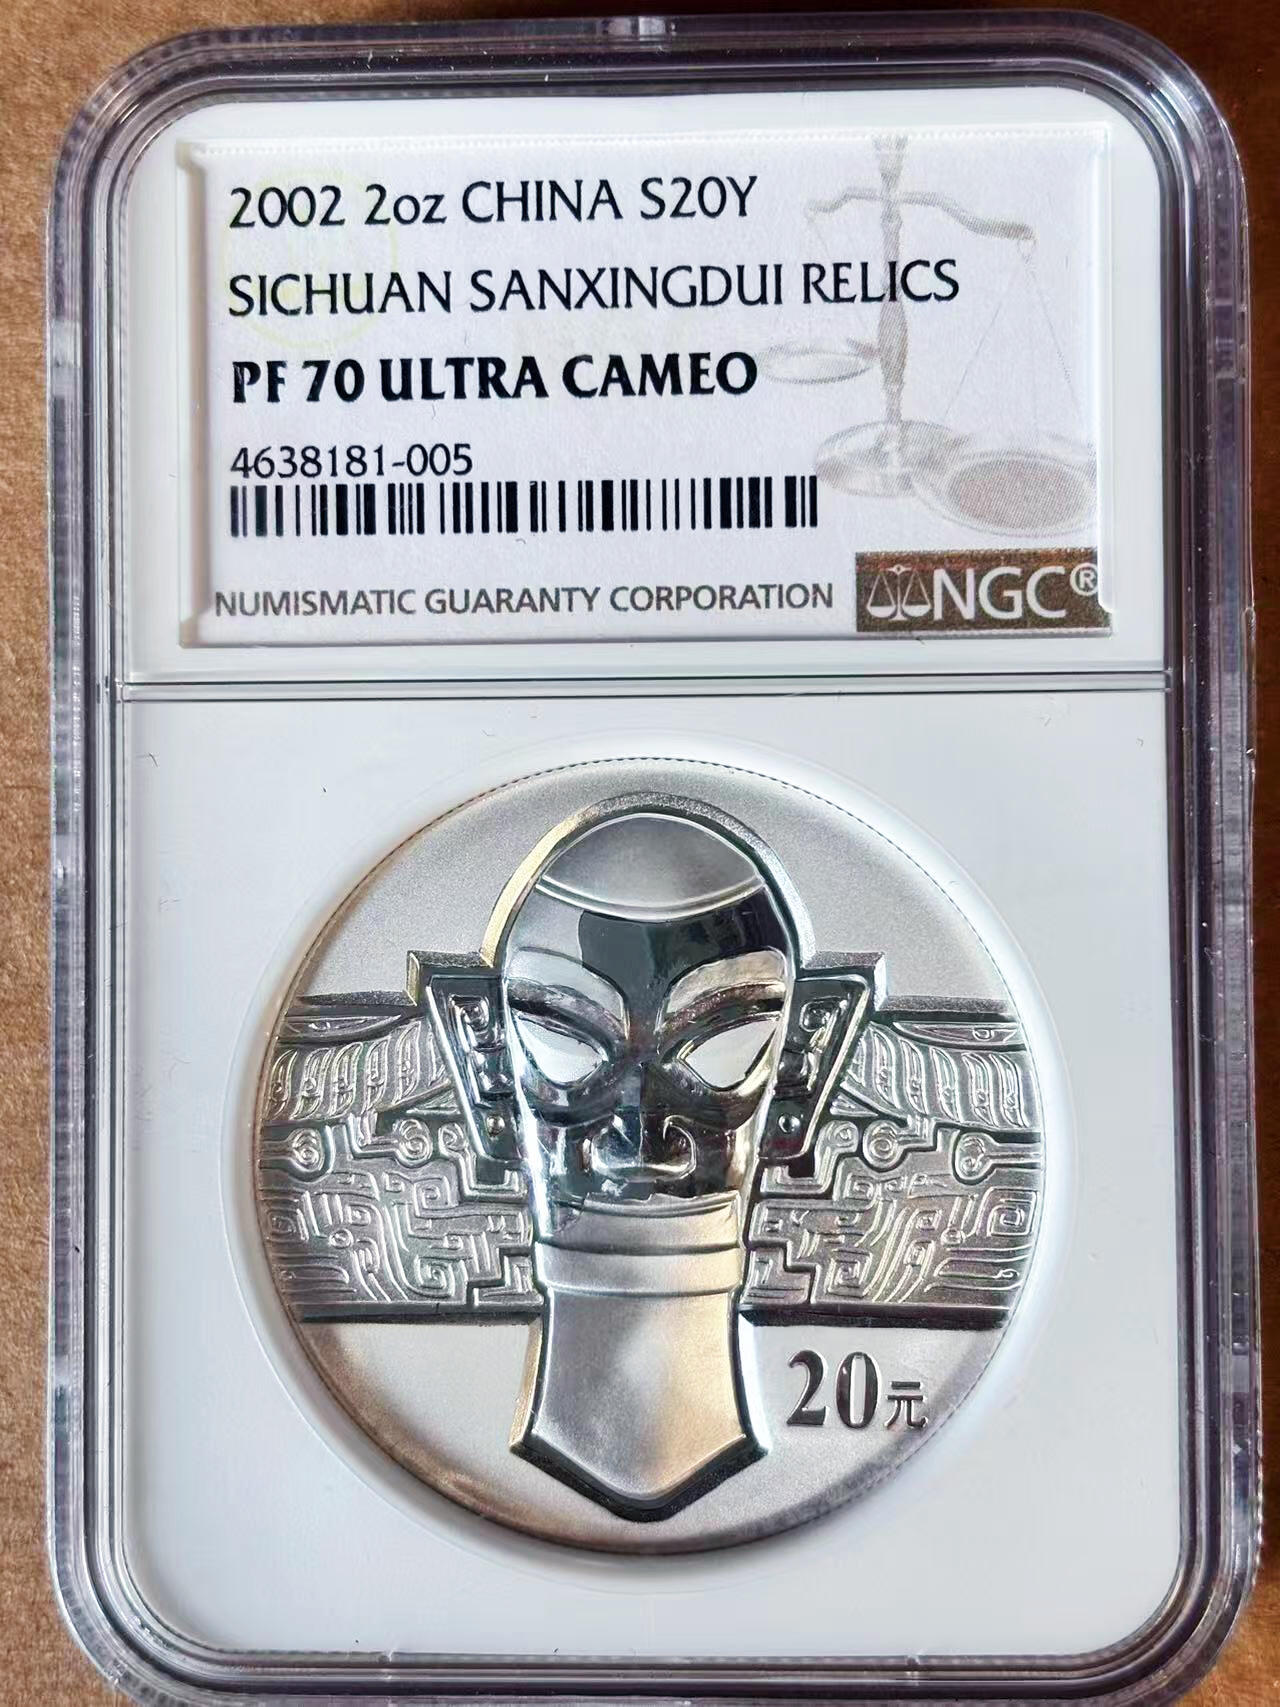 2002 2oz CHINA S20Y
SICHUAN SANXINGDUI RELICS
PF 70 ULTRA CAMEO
4638181-005
NUMISMATIC GUARANTY CORPORATION NGC®
20元